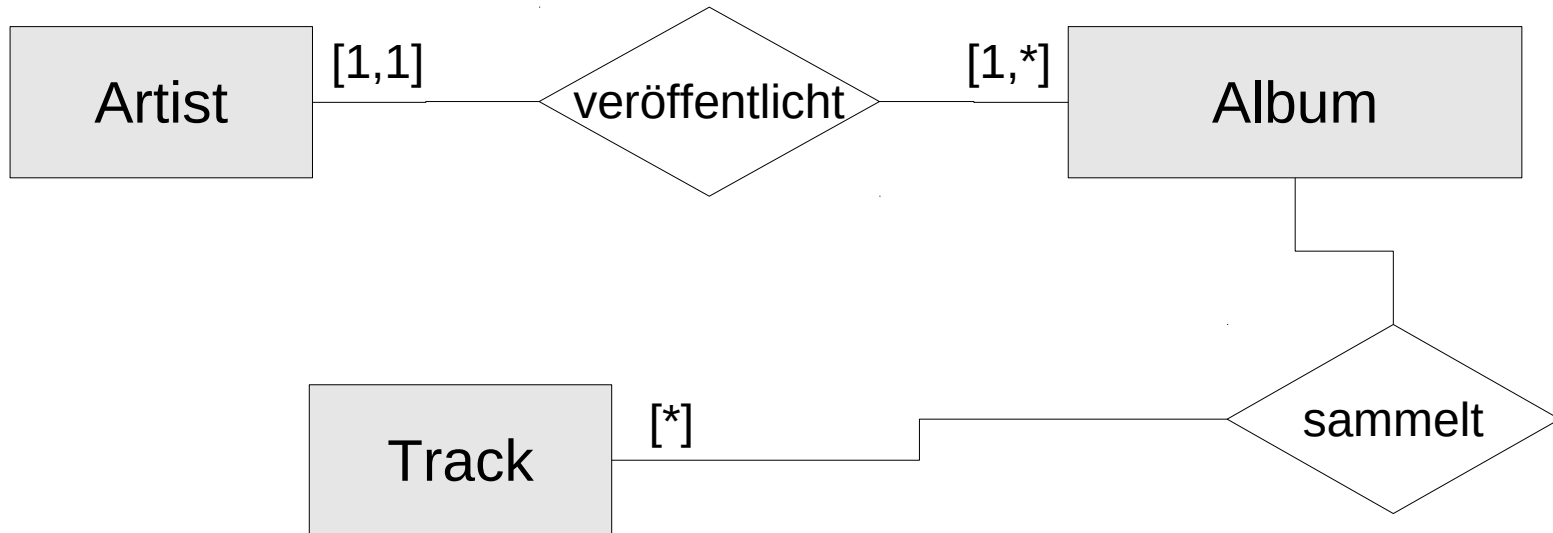 Artist
[1,1]
veröffentlicht
[1,*]
Album
Track
[*]
sammelt